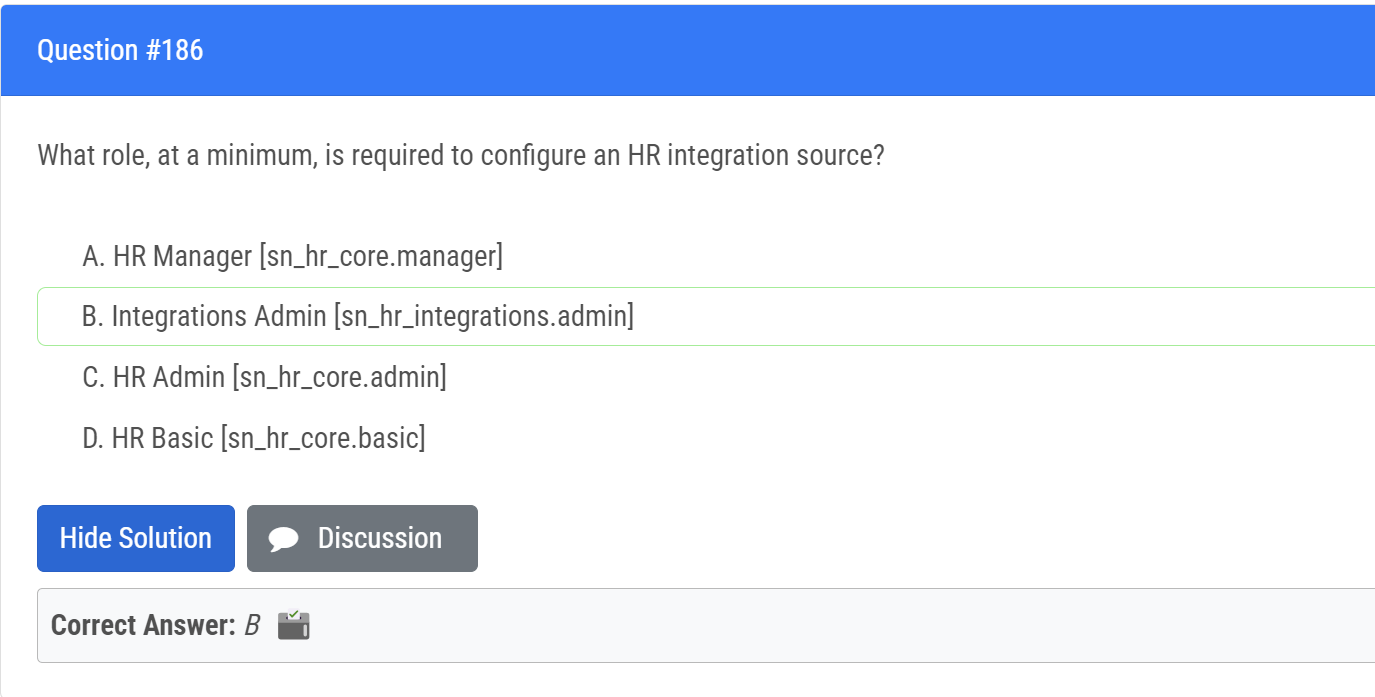 Question #186
What role, at a minimum, is required to configure an HR integration source?
A. HR Manager [sn_hr_core.manager]
B. Integrations Admin [sn_hr_integrations.admin]
C. HR Admin [sn_hr_core.admin]
D. HR Basic [sn_hr_core.basic]
Hide Solution Discussion
Correct Answer: B